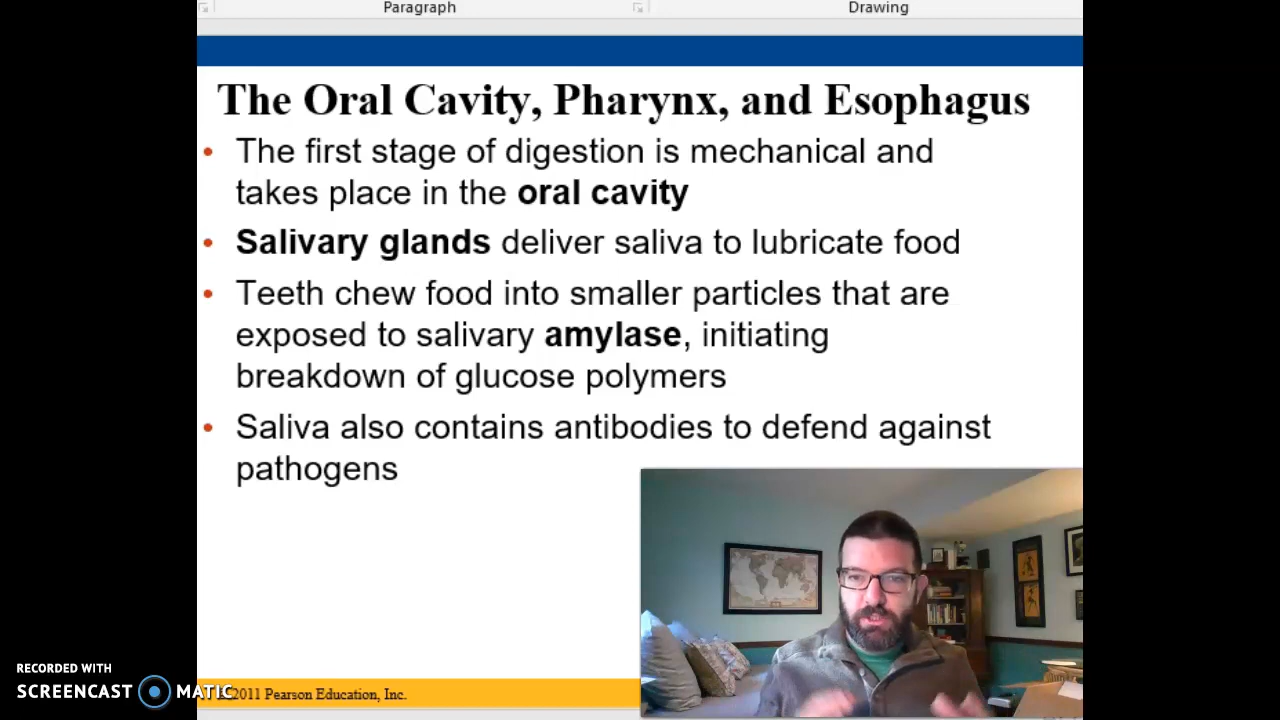 Paragraph
Drawing
The Oral Cavity, Pharynx, and Esophagus
• The first stage of digestion is mechanical and
takes place in the oral cavity
• Salivary glands deliver saliva to lubricate food
• Teeth chew food into smaller particles that are
exposed to salivary amylase, initiating
breakdown of glucose polymers
• Saliva also contains antibodies to defend against
pathogens
RECORDED WITH
SCREENCAST MATIC
2011 Pearson Education, Inc.